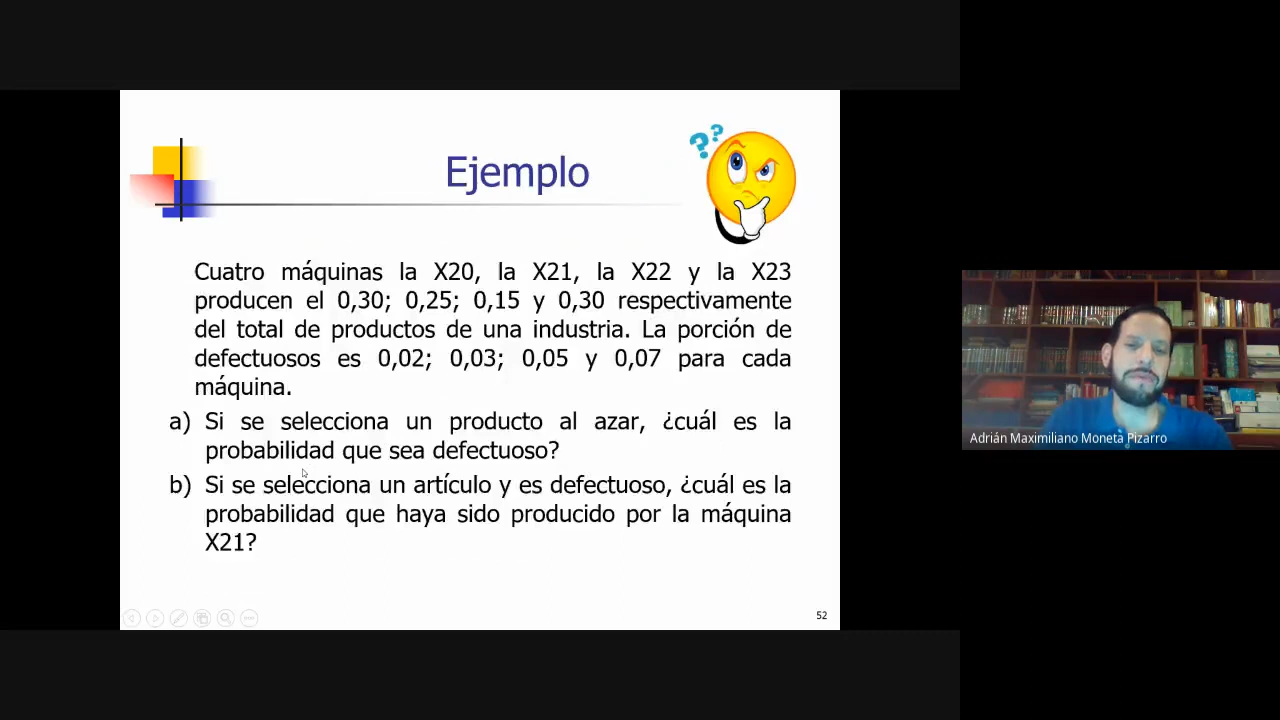 Ejemplo
??
Cuatro máquinas la X20, la X21, la X22 y la X23
producen el 0,30; 0,25; 0,15 y 0,30 respectivamente
del total de productos de una industria. La porción de
defectuosos es 0,02; 0,03; 0,05 y 0,07 para cada
máquina.
a) Si se selecciona un producto al azar, ¿cuál es la
probabilidad que sea defectuoso?
b) Si se selecciona un artículo y es defectuoso, ¿cuál es la
probabilidad que haya sido producido por la máquina
X21?
52
Adrián Maximiliano Moneta Pizarro